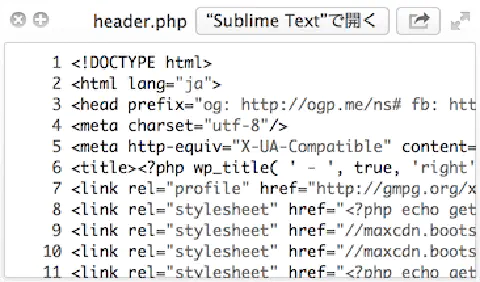 header.php "Sublime Text"で開く
1 <!DOCTYPE html>
2 <html lang="ja">
3 <head prefix="og: http://ogp.me/ns# fb: htt
4 <meta charset="utf-8"/>
5 <meta http-equiv="X-UA-Compatible" content=
6 <title><?php wp_title( ' - ', true, 'right'
7 <link rel="profile" href="http://gmpg.org/x
8 <link rel="stylesheet" href="<?php echo get
9 <link rel="stylesheet" href="//maxcdn.boots
10 <link rel="stylesheet" href="//maxcdn.boots
11 <link rel="stylesheet" href="<?php echo get